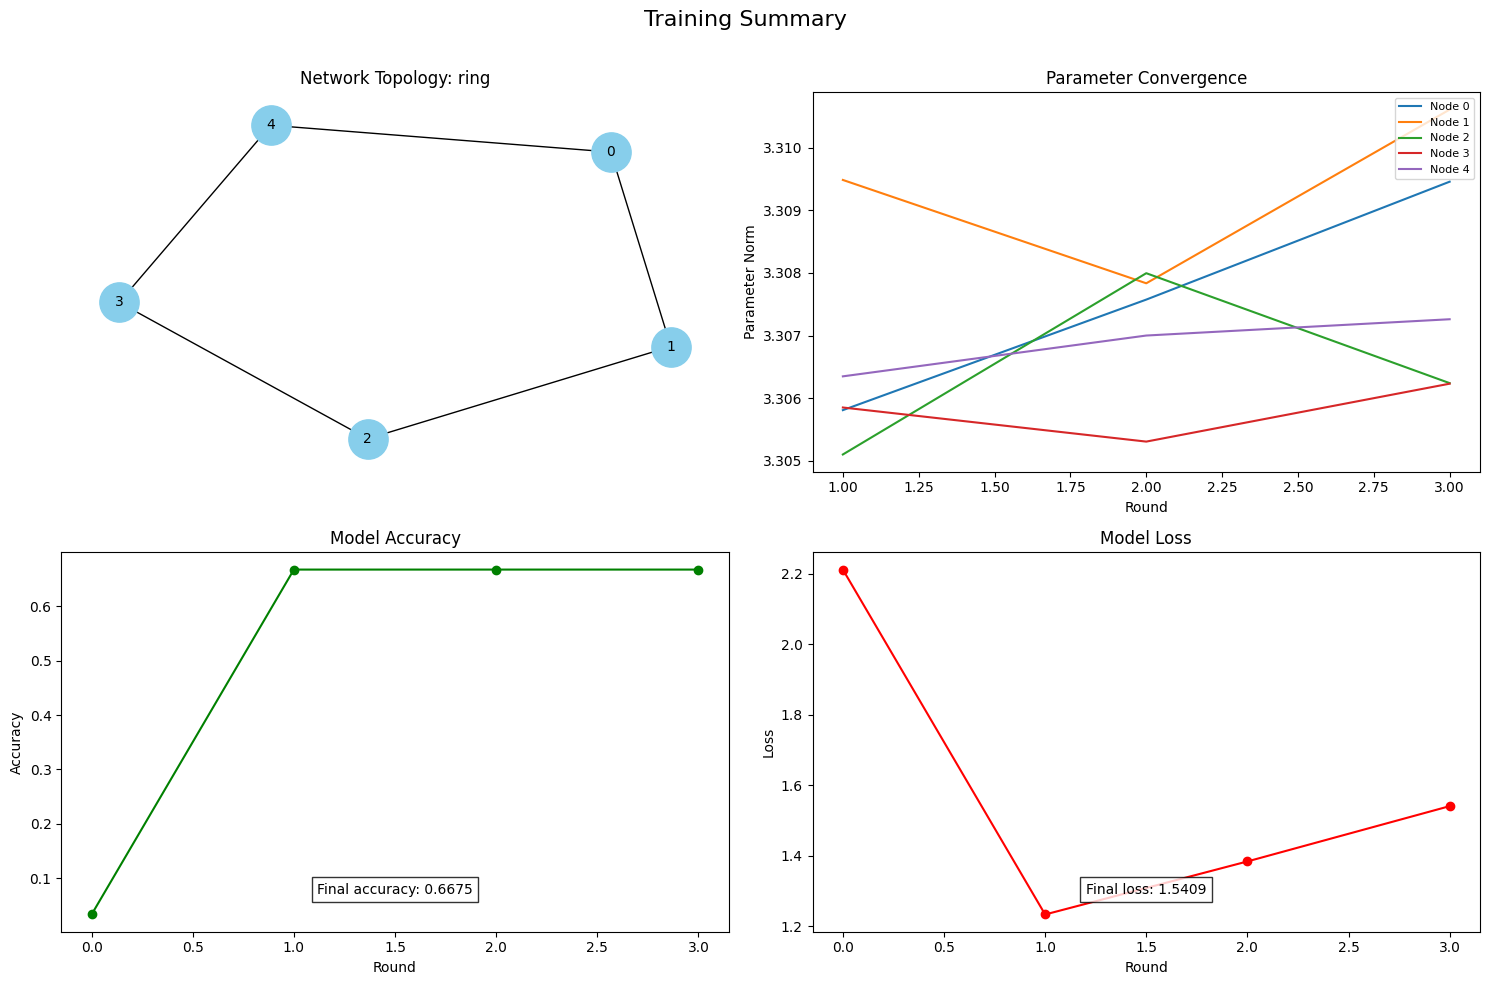 Training Summary
Network Topology: ring
4
0
3
1
2
Parameter Convergence
Node 0
Node 1
Node 2
Node 3
Node 4
Parameter Norm
3.310
3.309
3.308
3.307
3.306
3.305
1.00 1.25 1.50 1.75 2.00 2.25 2.50 2.75 3.00
Round
Model Accuracy
Accuracy
0.6
0.5
0.4
0.3
0.2
0.1
Final accuracy: 0.6675
0.0 0.5 1.0 1.5 2.0 2.5 3.0
Round
Model Loss
Loss
2.2
2.0
1.8
1.6
1.4
1.2
Final loss: 1.5409
0.0 0.5 1.0 1.5 2.0 2.5 3.0
Round